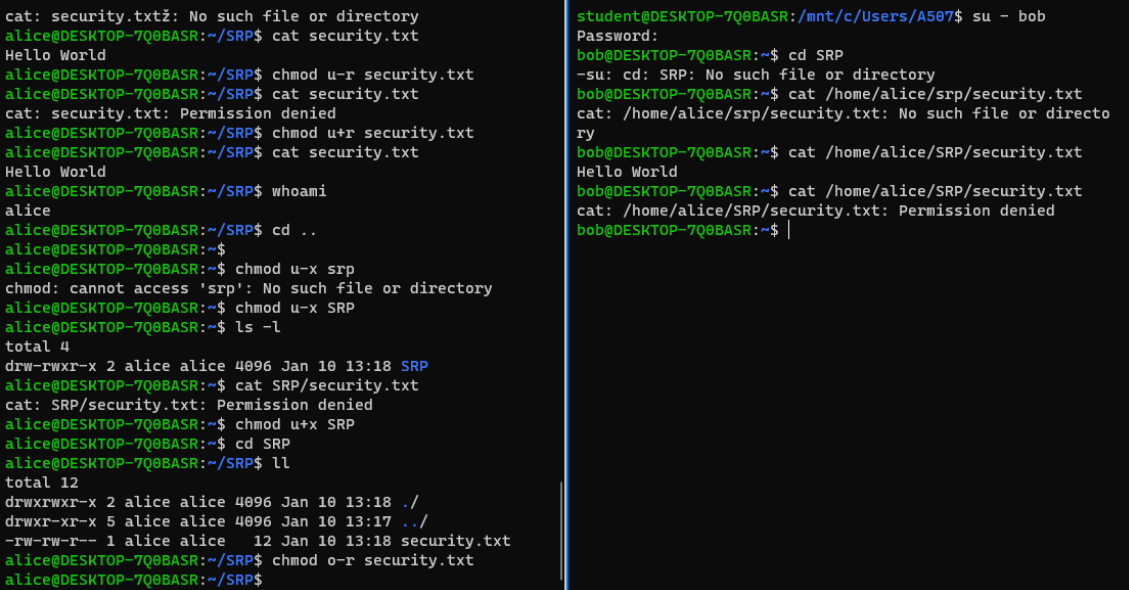 cat: security.txtž: No such file or directory
alice@DESKTOP-7Q0BASR:~/SRP$ cat security.txt
Hello World
alice@DESKTOP-7Q0BASR:~/SRP$ chmod u-r security.txt
alice@DESKTOP-7Q0BASR:~/SRP$ cat security.txt
cat: security.txt: Permission denied
alice@DESKTOP-7Q0BASR:~/SRP$ chmod u+r security.txt
alice@DESKTOP-7Q0BASR:~/SRP$ cat security.txt
Hello World
alice@DESKTOP-7Q0BASR:~/SRP$ whoami
alice
alice@DESKTOP-7Q0BASR:~/SRP$ cd ..
alice@DESKTOP-7Q0BASR:~$
alice@DESKTOP-7Q0BASR:~$ chmod u-x srp
chmod: cannot access 'srp': No such file or directory
alice@DESKTOP-7Q0BASR:~$ chmod u-x SRP
alice@DESKTOP-7Q0BASR:~$ ls -l
total 4
drw-rwxr-x 2 alice alice 4096 Jan 10 13:18 SRP
alice@DESKTOP-7Q0BASR:~$ cat SRP/security.txt
cat: SRP/security.txt: Permission denied
alice@DESKTOP-7Q0BASR:~$ chmod u+x SRP
alice@DESKTOP-7Q0BASR:~$ cd SRP
alice@DESKTOP-7Q0BASR:~/SRP$ ll
total 12
drwxrwxr-x 2 alice alice 4096 Jan 10 13:18 ./
drwxr-xr-x 5 alice alice 4096 Jan 10 13:17 ../
-rw-rw-r-- 1 alice alice   12 Jan 10 13:18 security.txt
alice@DESKTOP-7Q0BASR:~/SRP$ chmod o-r security.txt
alice@DESKTOP-7Q0BASR:~/SRP$
student@DESKTOP-7Q0BASR:/mnt/c/Users/A507$ su - bob
Password:
bob@DESKTOP-7Q0BASR:~$ cd SRP
-su: cd: SRP: No such file or directory
bob@DESKTOP-7Q0BASR:~$ cat /home/alice/srp/security.txt
cat: /home/alice/srp/security.txt: No such file or directo
ry
bob@DESKTOP-7Q0BASR:~$ cat /home/alice/SRP/security.txt
Hello World
bob@DESKTOP-7Q0BASR:~$ cat /home/alice/SRP/security.txt
cat: /home/alice/SRP/security.txt: Permission denied
bob@DESKTOP-7Q0BASR:~$